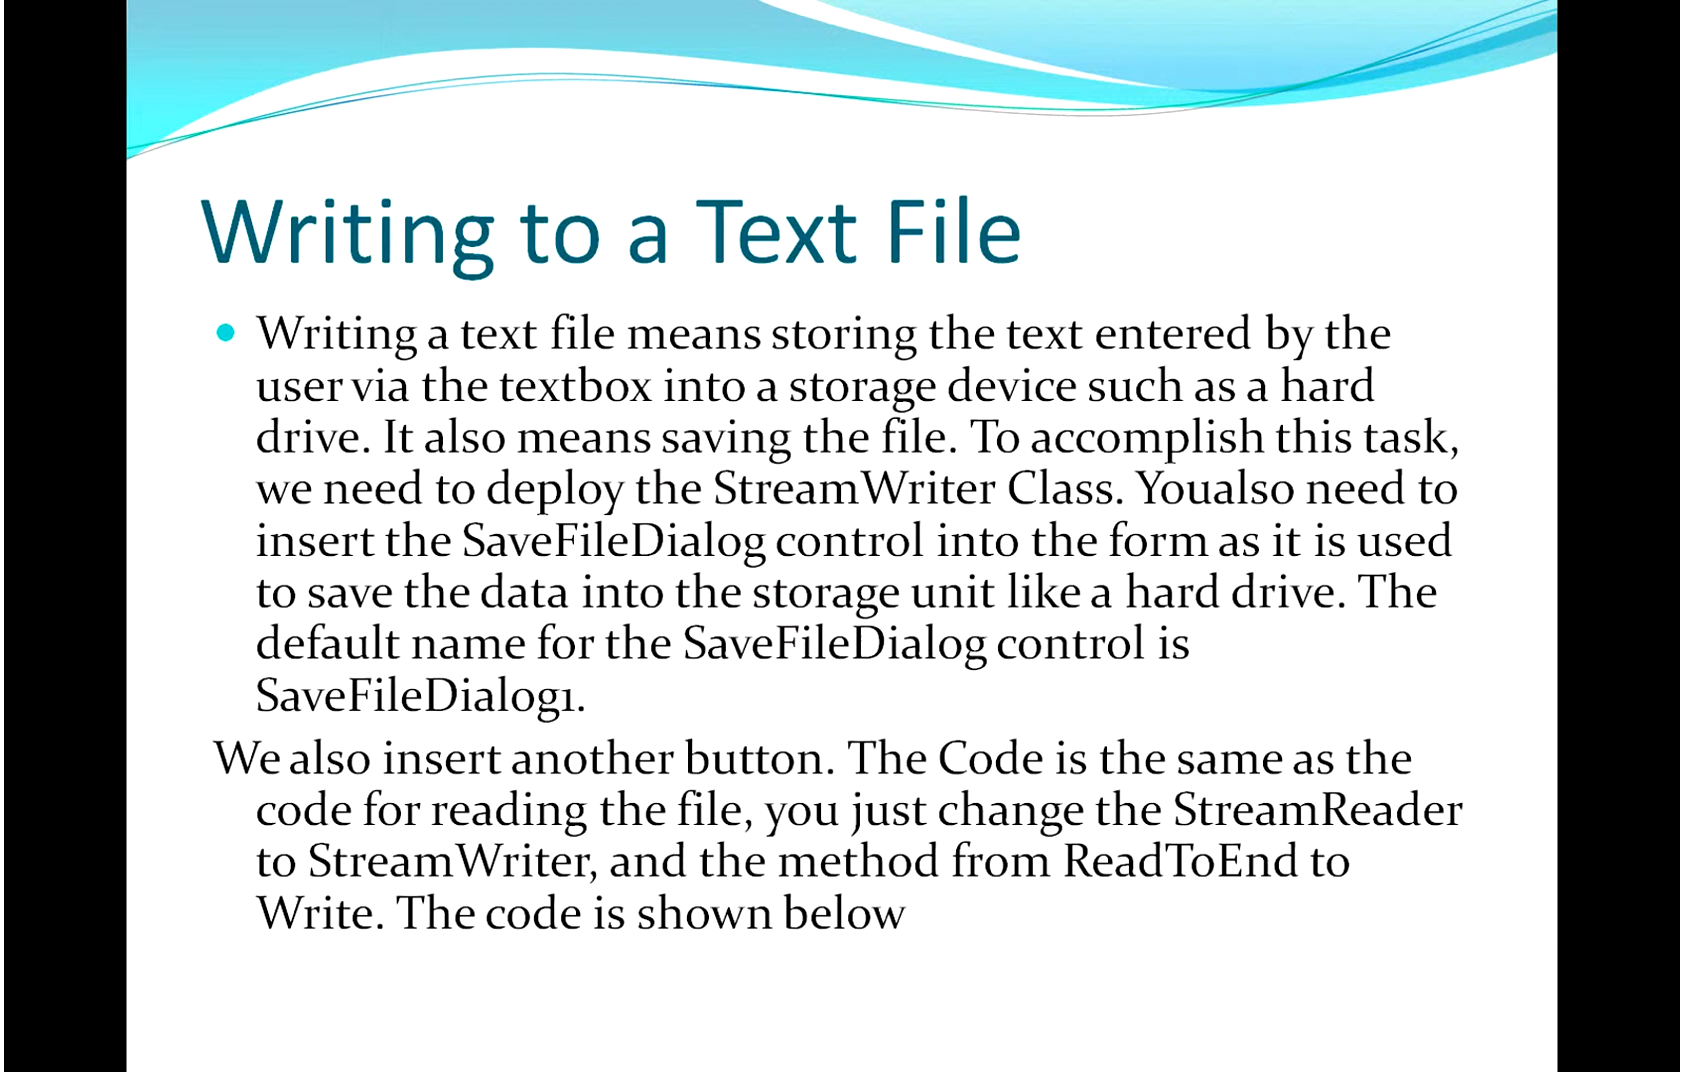 Writing to a Text File
• Writing a text file means storing the text entered by the
user via the textbox into a storage device such as a hard
drive. It also means saving the file. To accomplish this task,
we need to deploy the StreamWriter Class. Youalso need to
insert the SaveFileDialog control into the form as it is used
to save the data into the storage unit like a hard drive. The
default name for the SaveFileDialog control is
SaveFileDialog1.
We also insert another button. The Code is the same as the
code for reading the file, you just change the StreamReader
to StreamWriter, and the method from ReadToEnd to
Write. The code is shown below